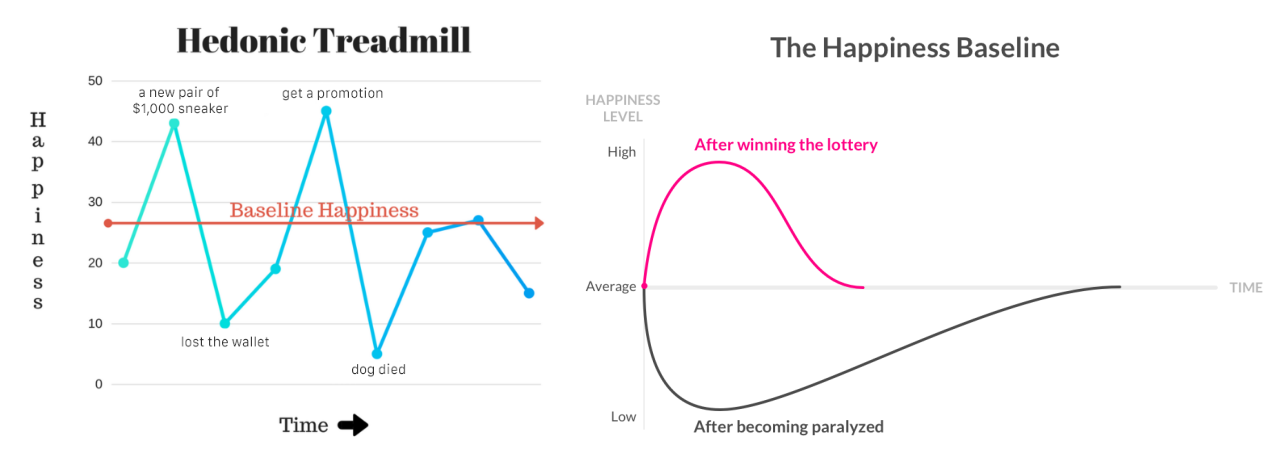 Hedonic Treadmill
Happiness
50
40
30
20
10
0
a new pair of
$1,000 sneaker
get a promotion
Baseline Happiness
lost the wallet
dog died
Time
The Happiness Baseline
HAPPINESS
LEVEL
High
After winning the lottery
Average
TIME
Low
After becoming paralyzed